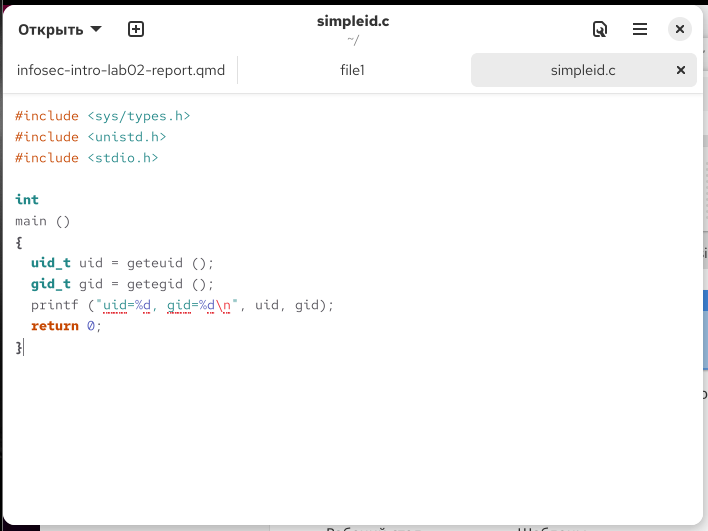 Открыть
simpleid.c
~/
infosec-intro-lab02-report.qmd
file1
simpleid.c
#include <sys/types.h>
#include <unistd.h>
#include <stdio.h>
int
main ()
{
uid_t uid = geteuid ();
gid_t gid = getegid ();
printf ("uid=%d, gid=%d\n", uid, gid);
return 0;
}